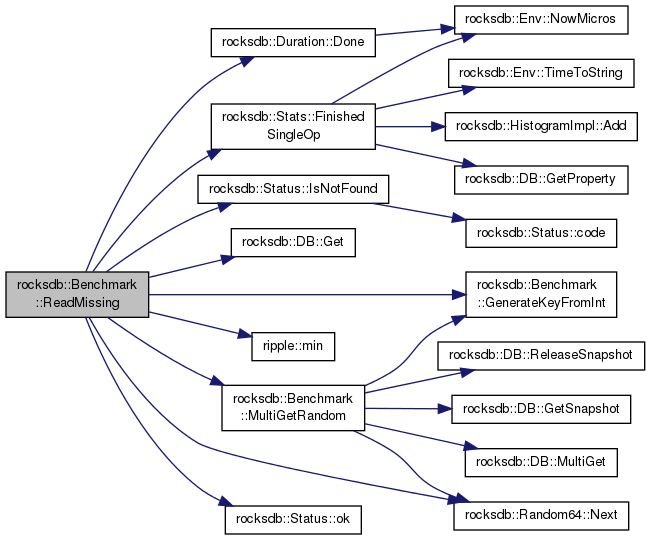 rocksdb::Benchmark
::ReadMissing
rocksdb::Duration::Done
rocksdb::Stats::Finished
SingleOp
rocksdb::Status::IsNotFound
rocksdb::DB::Get
ripple::min
rocksdb::Benchmark
::MultiGetRandom
rocksdb::Status::ok
rocksdb::Env::NowMicros
rocksdb::Env::TimeToString
rocksdb::HistogramImpl::Add
rocksdb::DB::GetProperty
rocksdb::Status::code
rocksdb::Benchmark
::GenerateKeyFromInt
rocksdb::DB::ReleaseSnapshot
rocksdb::DB::GetSnapshot
rocksdb::DB::MultiGet
rocksdb::Random64::Next